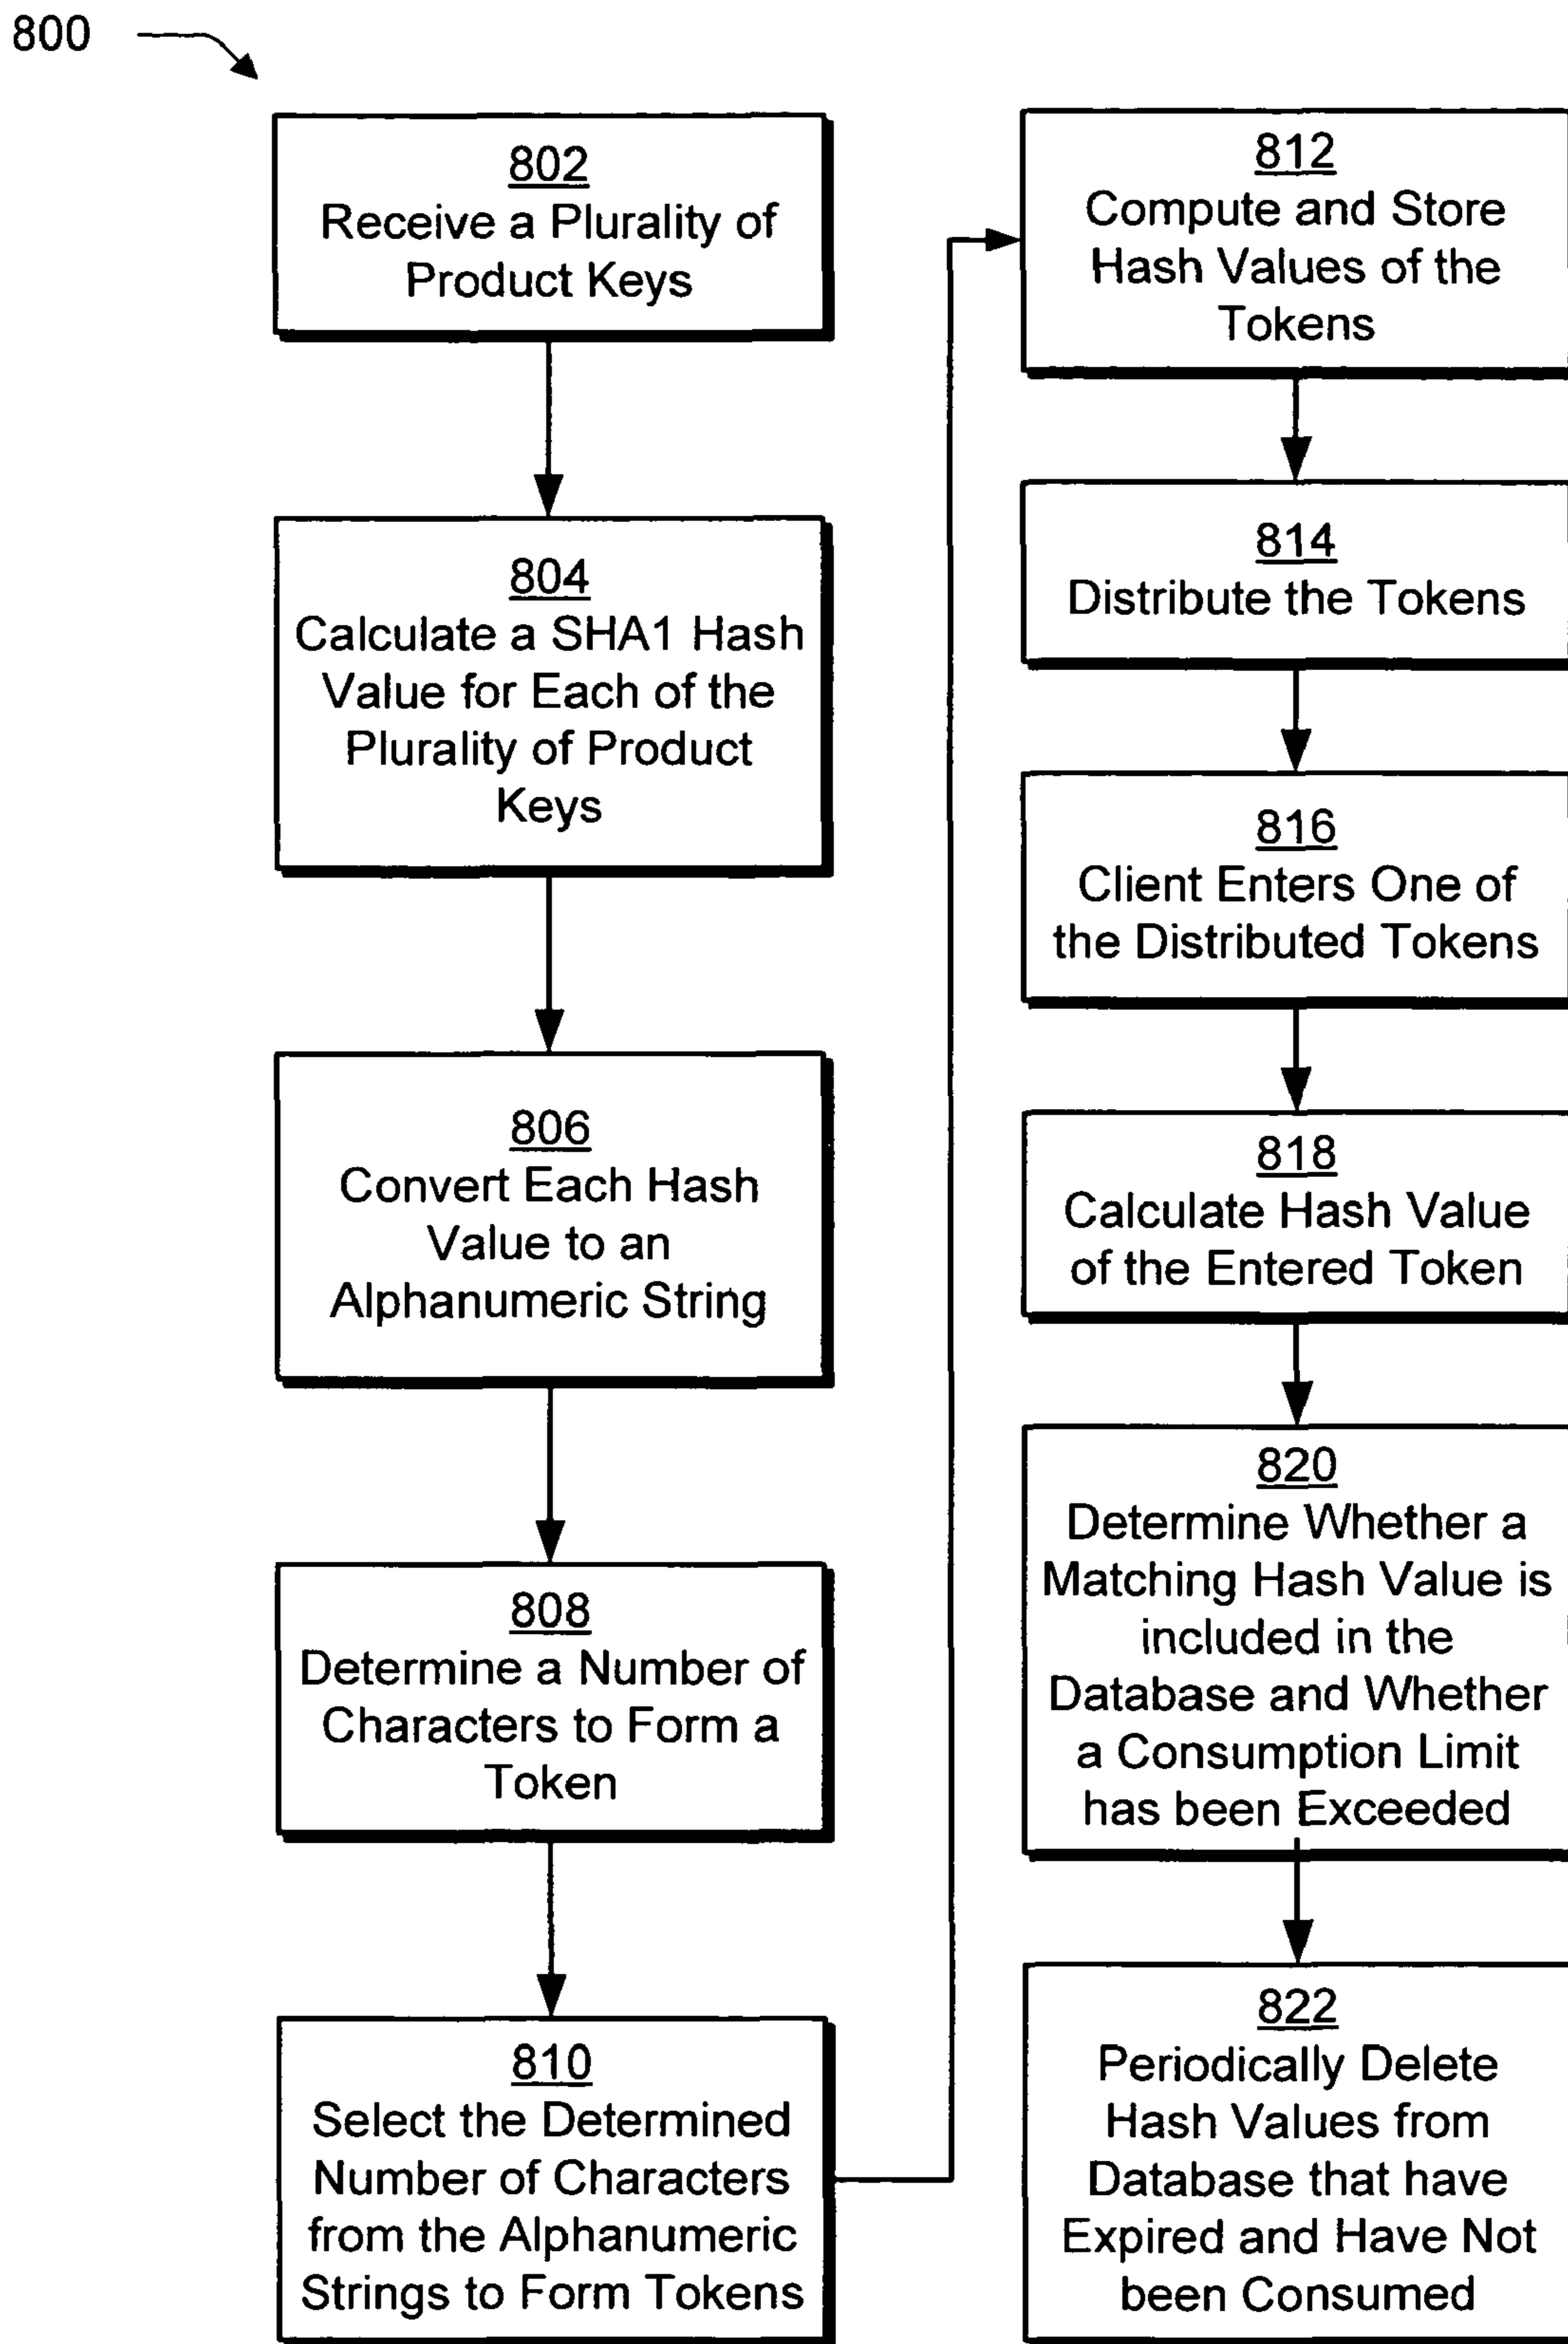 800
802
Receive a Plurality of
Product Keys
804
Calculate a SHA1 Hash
Value for Each of the
Plurality of Product
Keys
806
Convert Each Hash
Value to an
Alphanumeric String
808
Determine a Number of
Characters to Form a
Token
810
Select the Determined
Number of Characters
from the Alphanumeric
Strings to Form Tokens
812
Compute and Store
Hash Values of the
Tokens
814
Distribute the Tokens
816
Client Enters One of
the Distributed Tokens
818
Calculate Hash Value
of the Entered Token
820
Determine Whether a
Matching Hash Value is
included in the
Database and Whether
a Consumption Limit
has been Exceeded
822
Periodically Delete
Hash Values from
Database that have
Expired and Have Not
been Consumed